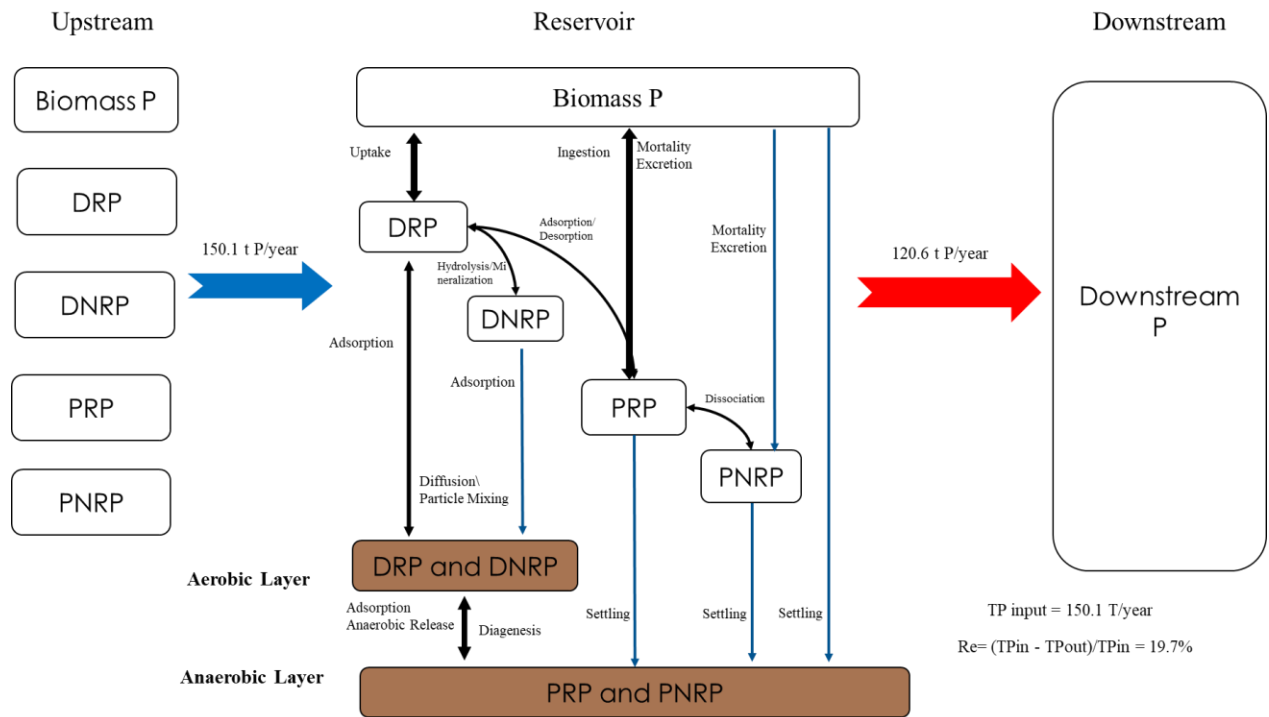 Upstream
Reservoir
Downstream
Biomass P
DRP
DNRP
PRP
PNRP
150.1 t P/year
Biomass P
Uptake
Ingestion
Mortality
Excretion
DRP
Adsorption/
Desorption
Mortality
Excretion
Hydrolysis/Mi
neralization
DNRP
Adsorption
Adsorption
PRP
Dissociation
PNRP
Diffusion\
Particle Mixing
DRP and DNRP
Aerobic Layer
Adsorption
Anaerobic Release
Diagenesis
Settling
Settling
Settling
Anaerobic Layer
PRP and PNRP
120.6 t P/year
Downstream
P
TP input = 150.1 T/year
Re= (TPin - TPout)/TPin = 19.7%